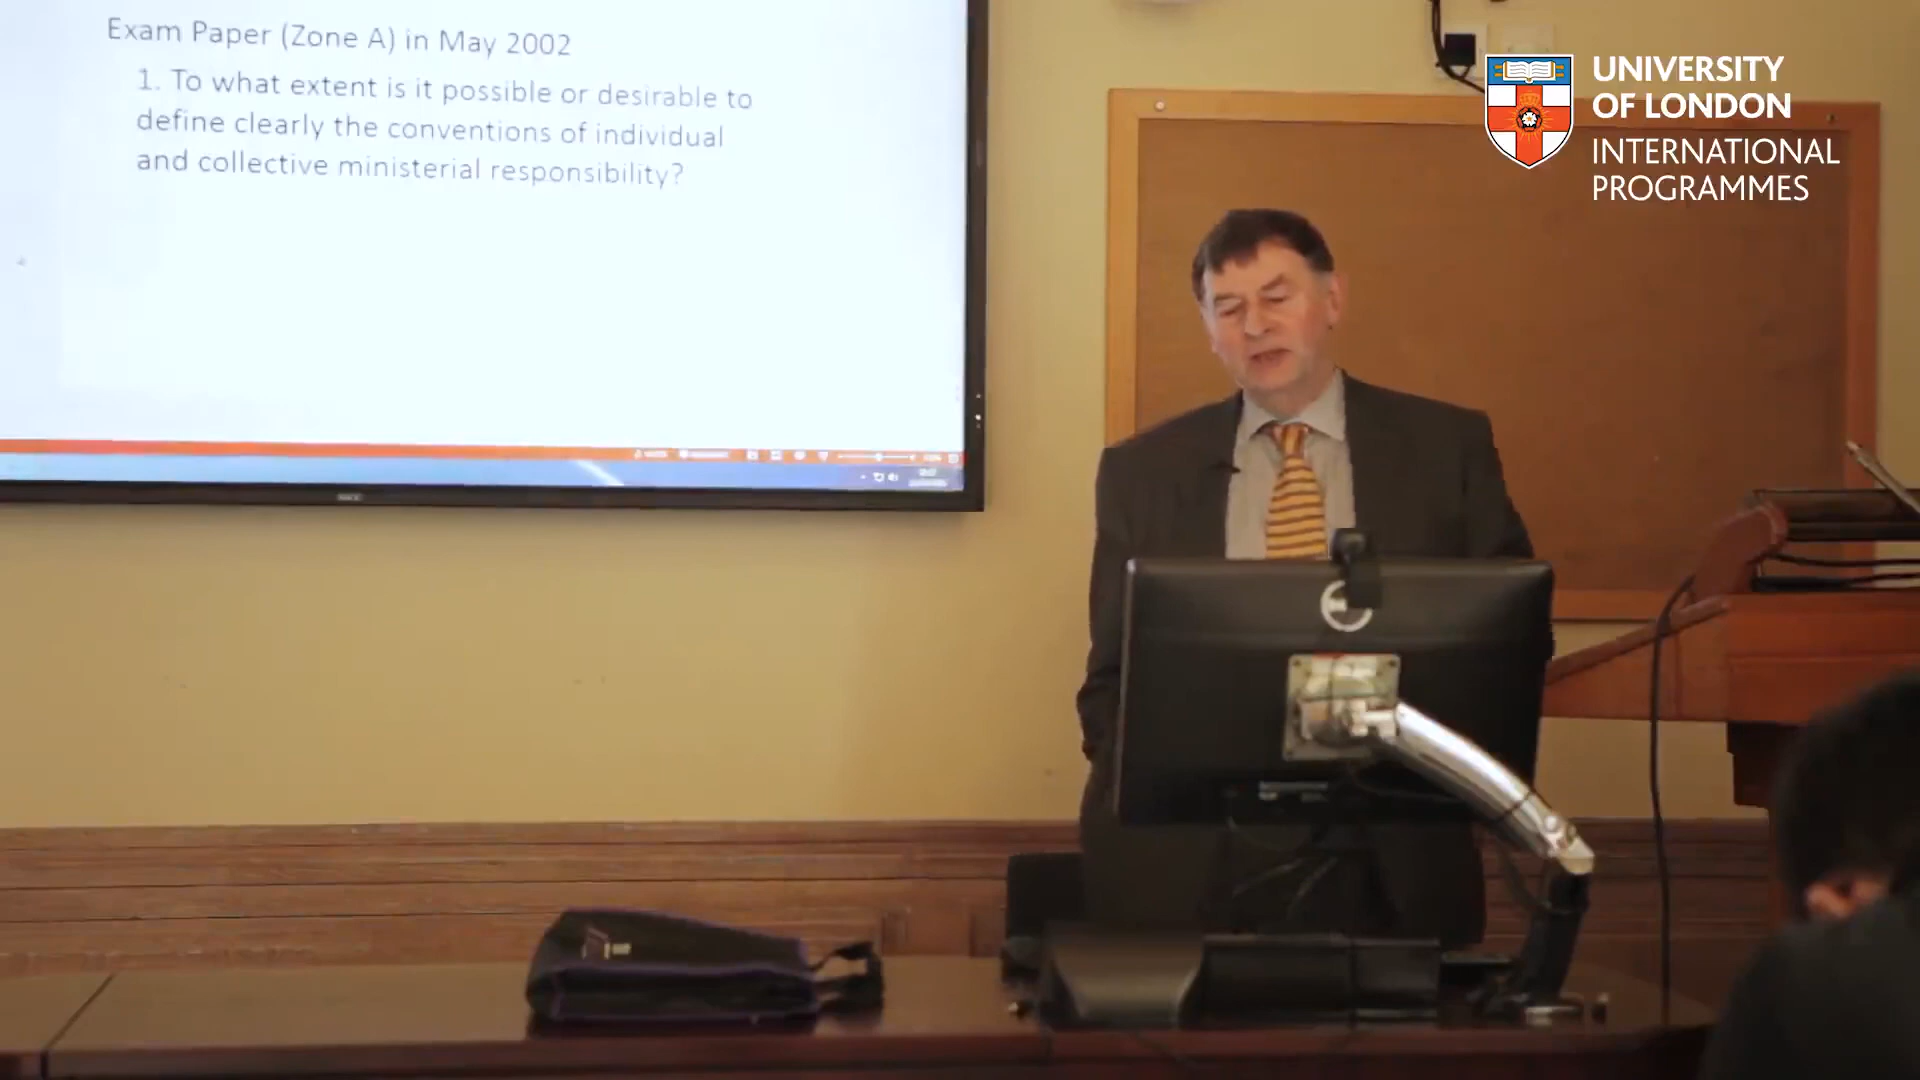 Exam Paper (Zone A) in May 2002
1. To what extent is it possible or desirable to
define clearly the conventions of individual
and collective ministerial responsibility?
UNIVERSITY
OF LONDON
INTERNATIONAL
PROGRAMMES